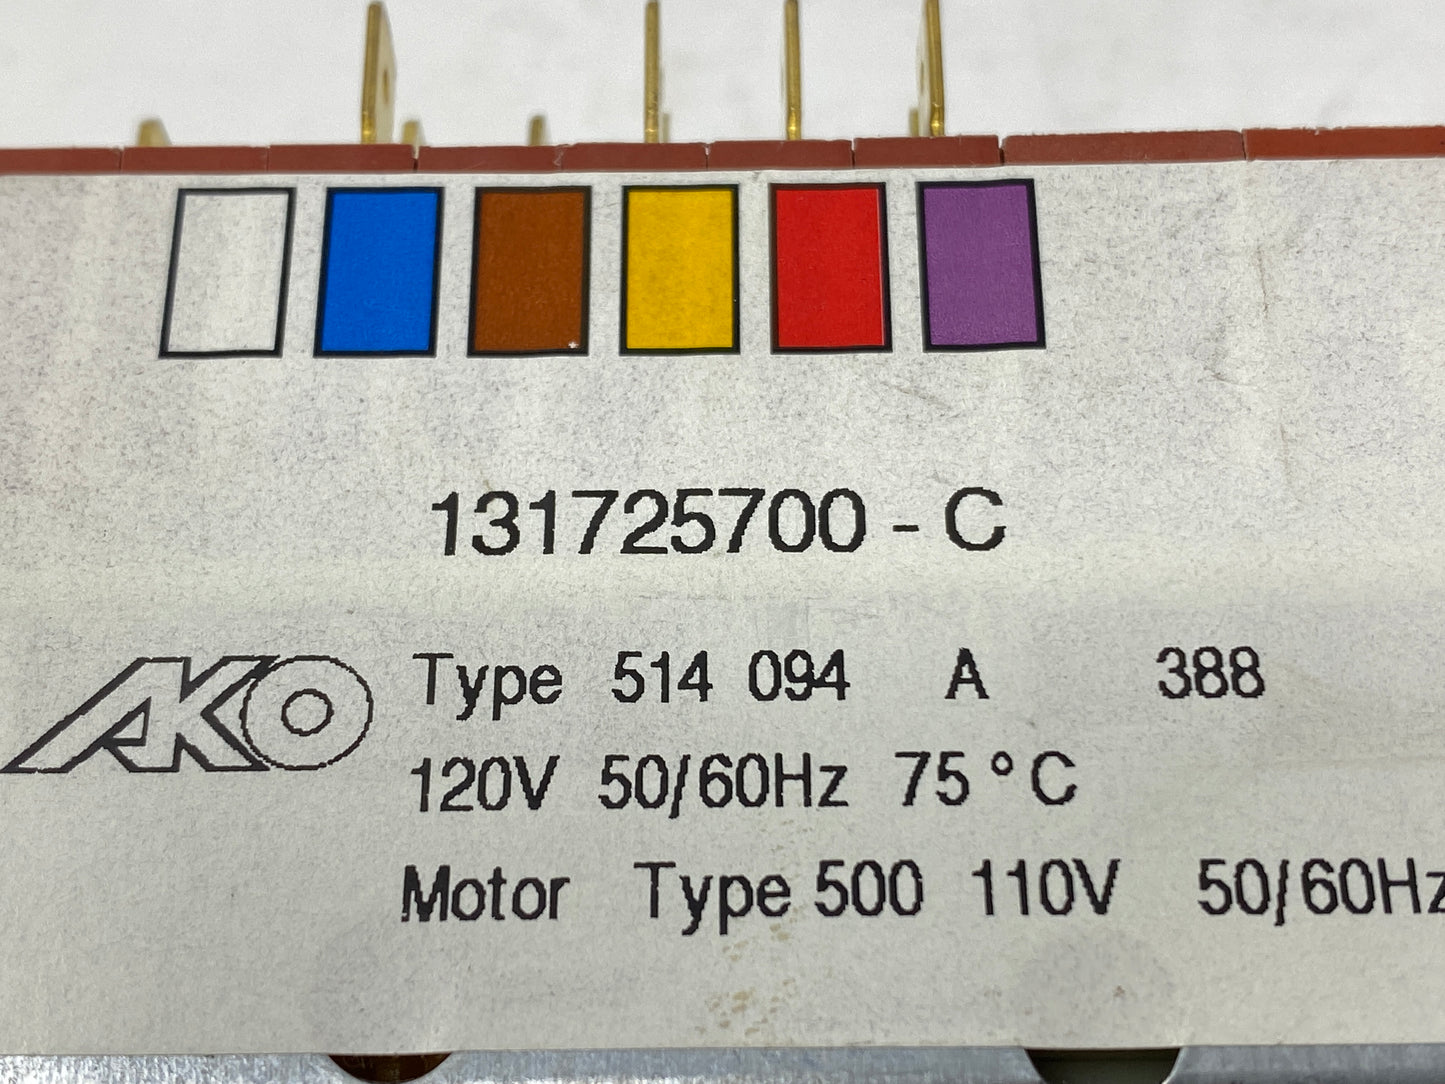 131725700 - C
AKO
Type 514 094 A 388
120V 50/60Hz 75 °C
Motor Type 500 110V 50/60Hz